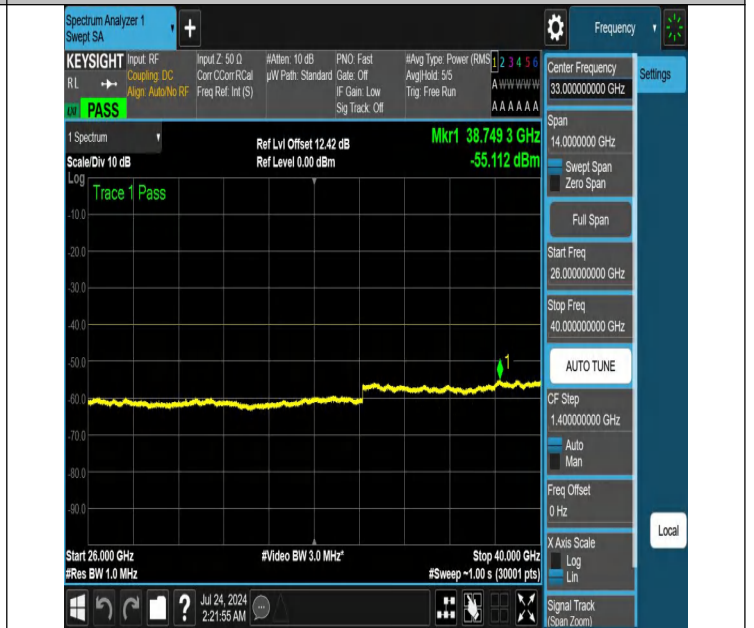 Spectrum Analyzer 1
Swept SA
+
Frequency
KEYSIGHT
RL
PASS
Input: RF
Coupling: DC
Align: Auto/No RF
Input Z: 50 Ω
Corr CCorr RCal
Freq Ref: Int (S)
#Atten: 10 dB
µW Path: Standard
PNO: Fast
Gate: Off
IF Gain: Low
Sig Track: Off
#Avg Type: Power (RMS
Avg|Hold: 5/5
Trig: Free Run
1 2 3 4 5 6
A W W W W W
A A A A A A
1 Spectrum
Scale/Div 10 dB
Log
Ref Lvl Offset 12.42 dB
Ref Level 0.00 dBm
Mkr1 38.749 3 GHz
-55.112 dBm
Trace 1 Pass
-10.0
-20.0
-30.0
-40.0
-50.0
-60.0
-70.0
-80.0
-90.0
1
Start 26.000 GHz
#Res BW 1.0 MHz
#Video BW 3.0 MHz*
Stop 40.000 GHz
#Sweep ~1.00 s (30001 pts)
Center Frequency
33.000000000 GHz
Settings
Span
14.0000000 GHz
Swept Span
Zero Span
Full Span
Start Freq
26.000000000 GHz
Stop Freq
40.000000000 GHz
AUTO TUNE
CF Step
1.400000000 GHz
Auto
Man
Freq Offset
0 Hz
X Axis Scale
Log
Lin
Local
Signal Track
(Span Zoom)
?
Jul 24, 2024
2:21:55 AM